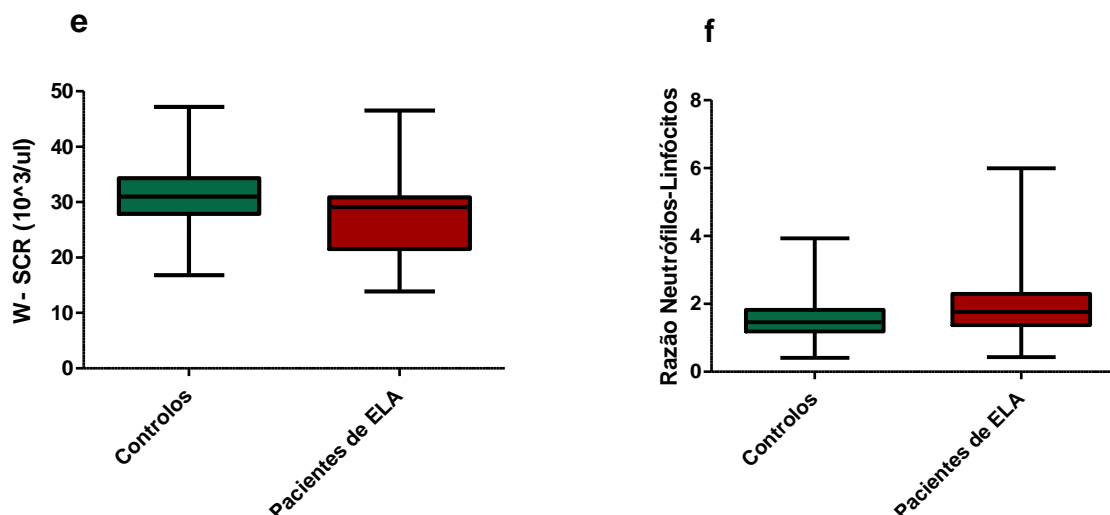 e
W- SCR (10^3/ul)
50
40
30
20
10
0
Controlos
Pacientes de ELA
f
Razão Neutrófilos-Linfócitos
8
6
4
2
0
Controlos
Pacientes de ELA